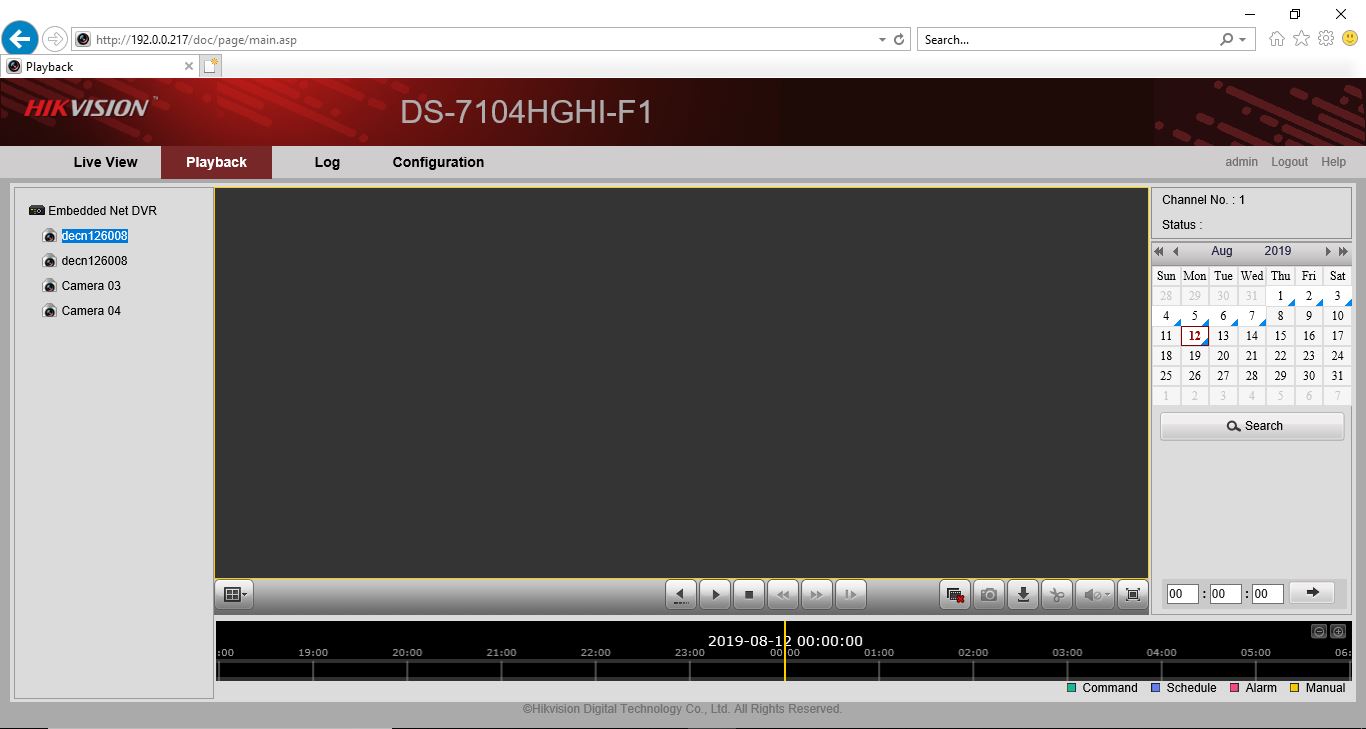 http://192.0.0.217/doc/page/main.asp
Search...
Playback
HIKVISION ™
DS-7104HGHI-F1
Live View Playback Log Configuration
admin Logout Help
Embedded Net DVR
decn126008
decn126008
Camera 03
Camera 04
Channel No. : 1
Status :
Aug 2019
Sun Mon Tue Wed Thu Fri Sat
28 29 30 31 1 2 3
4 5 6 7 8 9 10
11 12 13 14 15 16 17
18 19 20 21 22 23 24
25 26 27 28 29 30 31
1 2 3 4 5 6 7
Search
00 : 00 : 00
2019-08-12 00:00:00
:00 19:00 20:00 21:00 22:00 23:00 00:00 01:00 02:00 03:00 04:00 05:00 06:
Command Schedule Alarm Manual
©Hikvision Digital Technology Co., Ltd. All Rights Reserved.